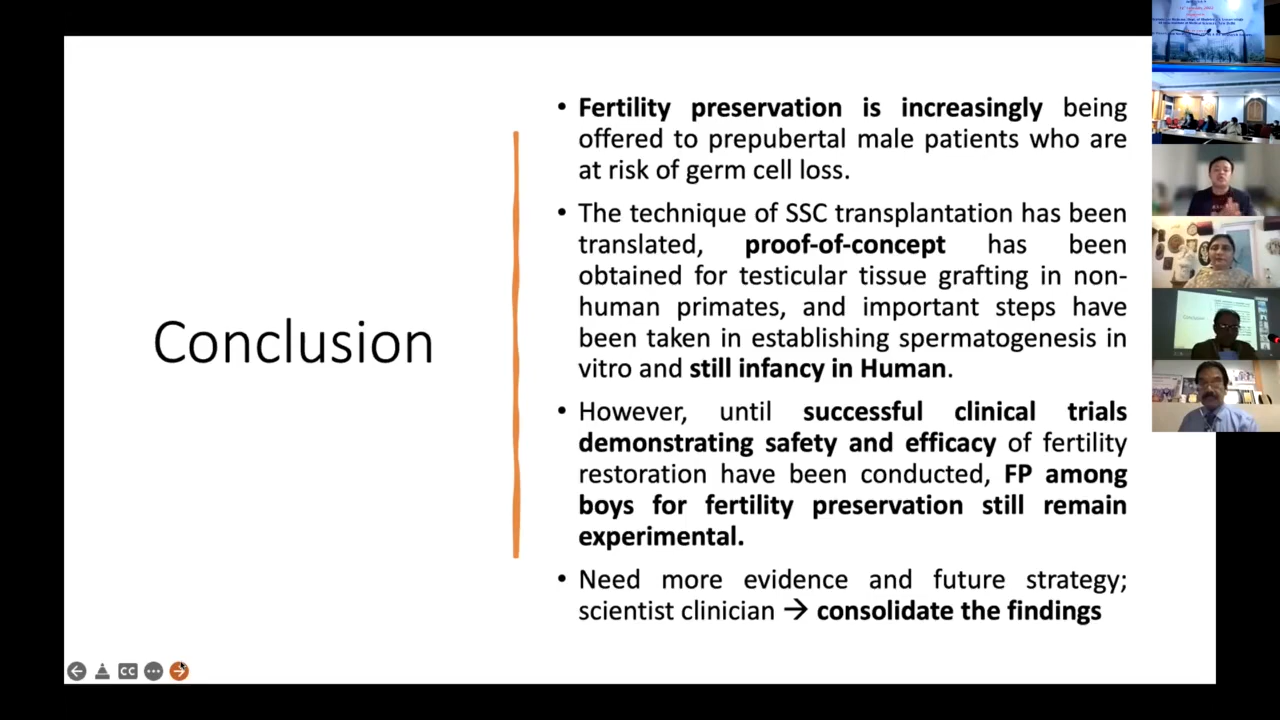 Conclusion
• Fertility preservation is increasingly being
offered to prepubertal male patients who are
at risk of germ cell loss.
• The technique of SSC transplantation has been
translated, proof-of-concept has been
obtained for testicular tissue grafting in non-
human primates, and important steps have
been taken in establishing spermatogenesis in
vitro and still infancy in Human.
• However, until successful clinical trials
demonstrating safety and efficacy of fertility
restoration have been conducted, FP among
boys for fertility preservation still remain
experimental.
• Need more evidence and future strategy;
scientist clinician → consolidate the findings
CC